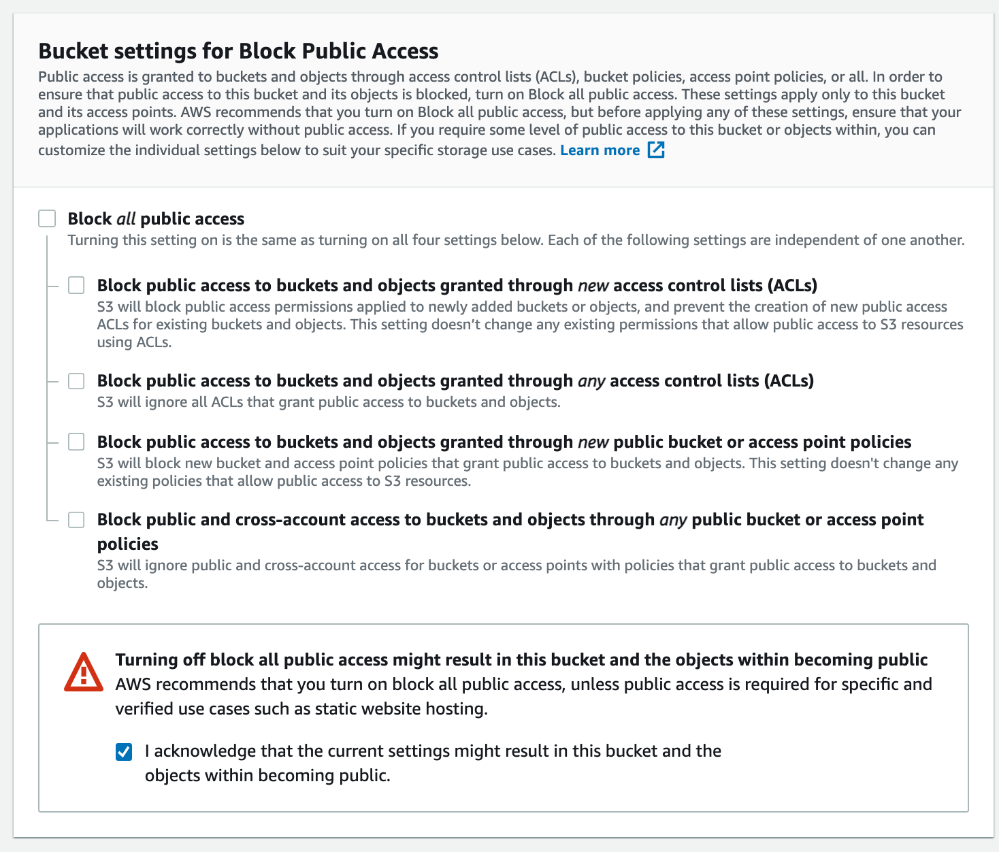 Bucket settings for Block Public Access
Public access is granted to buckets and objects through access control lists (ACLs), bucket policies, access point policies, or all. In order to
ensure that public access to this bucket and its objects is blocked, turn on Block all public access. These settings apply only to this bucket
and its access points. AWS recommends that you turn on Block all public access, but before applying any of these settings, ensure that your
applications will work correctly without public access. If you require some level of public access to this bucket or objects within, you can
customize the individual settings below to suit your specific storage use cases. Learn more
Block all public access
Turning this setting on is the same as turning on all four settings below. Each of the following settings are independent of one another.
Block public access to buckets and objects granted through new access control lists (ACLs)
S3 will block public access permissions applied to newly added buckets or objects, and prevent the creation of new public access
ACLs for existing buckets and objects. This setting doesn’t change any existing permissions that allow public access to S3 resources
using ACLs.
Block public access to buckets and objects granted through any access control lists (ACLs)
S3 will ignore all ACLs that grant public access to buckets and objects.
Block public access to buckets and objects granted through new public bucket or access point policies
S3 will block new bucket and access point policies that grant public access to buckets and objects. This setting doesn't change any
existing policies that allow public access to S3 resources.
Block public and cross-account access to buckets and objects through any public bucket or access point
policies
S3 will ignore public and cross-account access for buckets or access points with policies that grant public access to buckets and
objects.
Turning off block all public access might result in this bucket and the objects within becoming public
AWS recommends that you turn on block all public access, unless public access is required for specific and
verified use cases such as static website hosting.
I acknowledge that the current settings might result in this bucket and the
objects within becoming public.